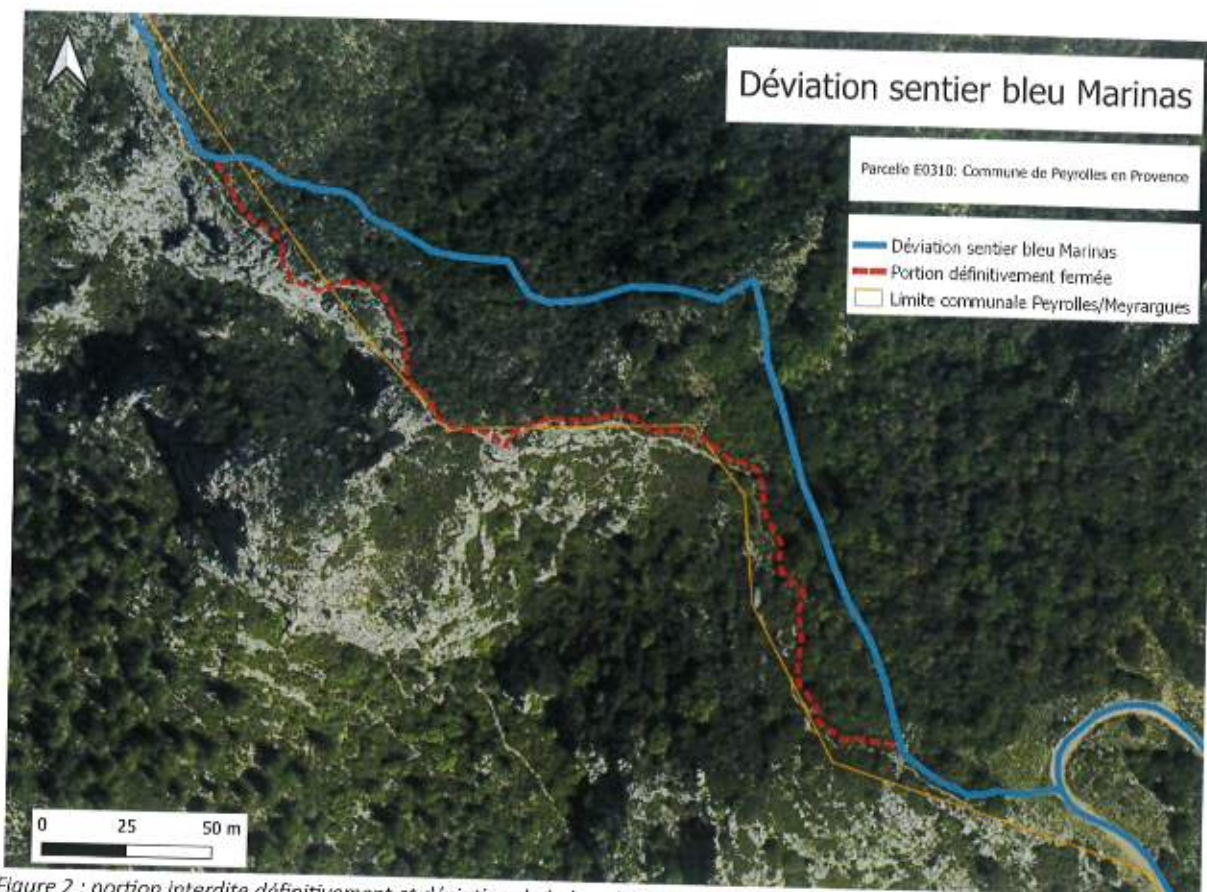 Déviation sentier bleu Marinas
Parcelle E0310: Commune de Peyrolles en Provence
Déviation sentier bleu Marinas
Portion définitivement fermée
Limite communale Peyrolles/Meyrargues
0 25 50 m
Figure 2 : portion interdite définitivement et déviation